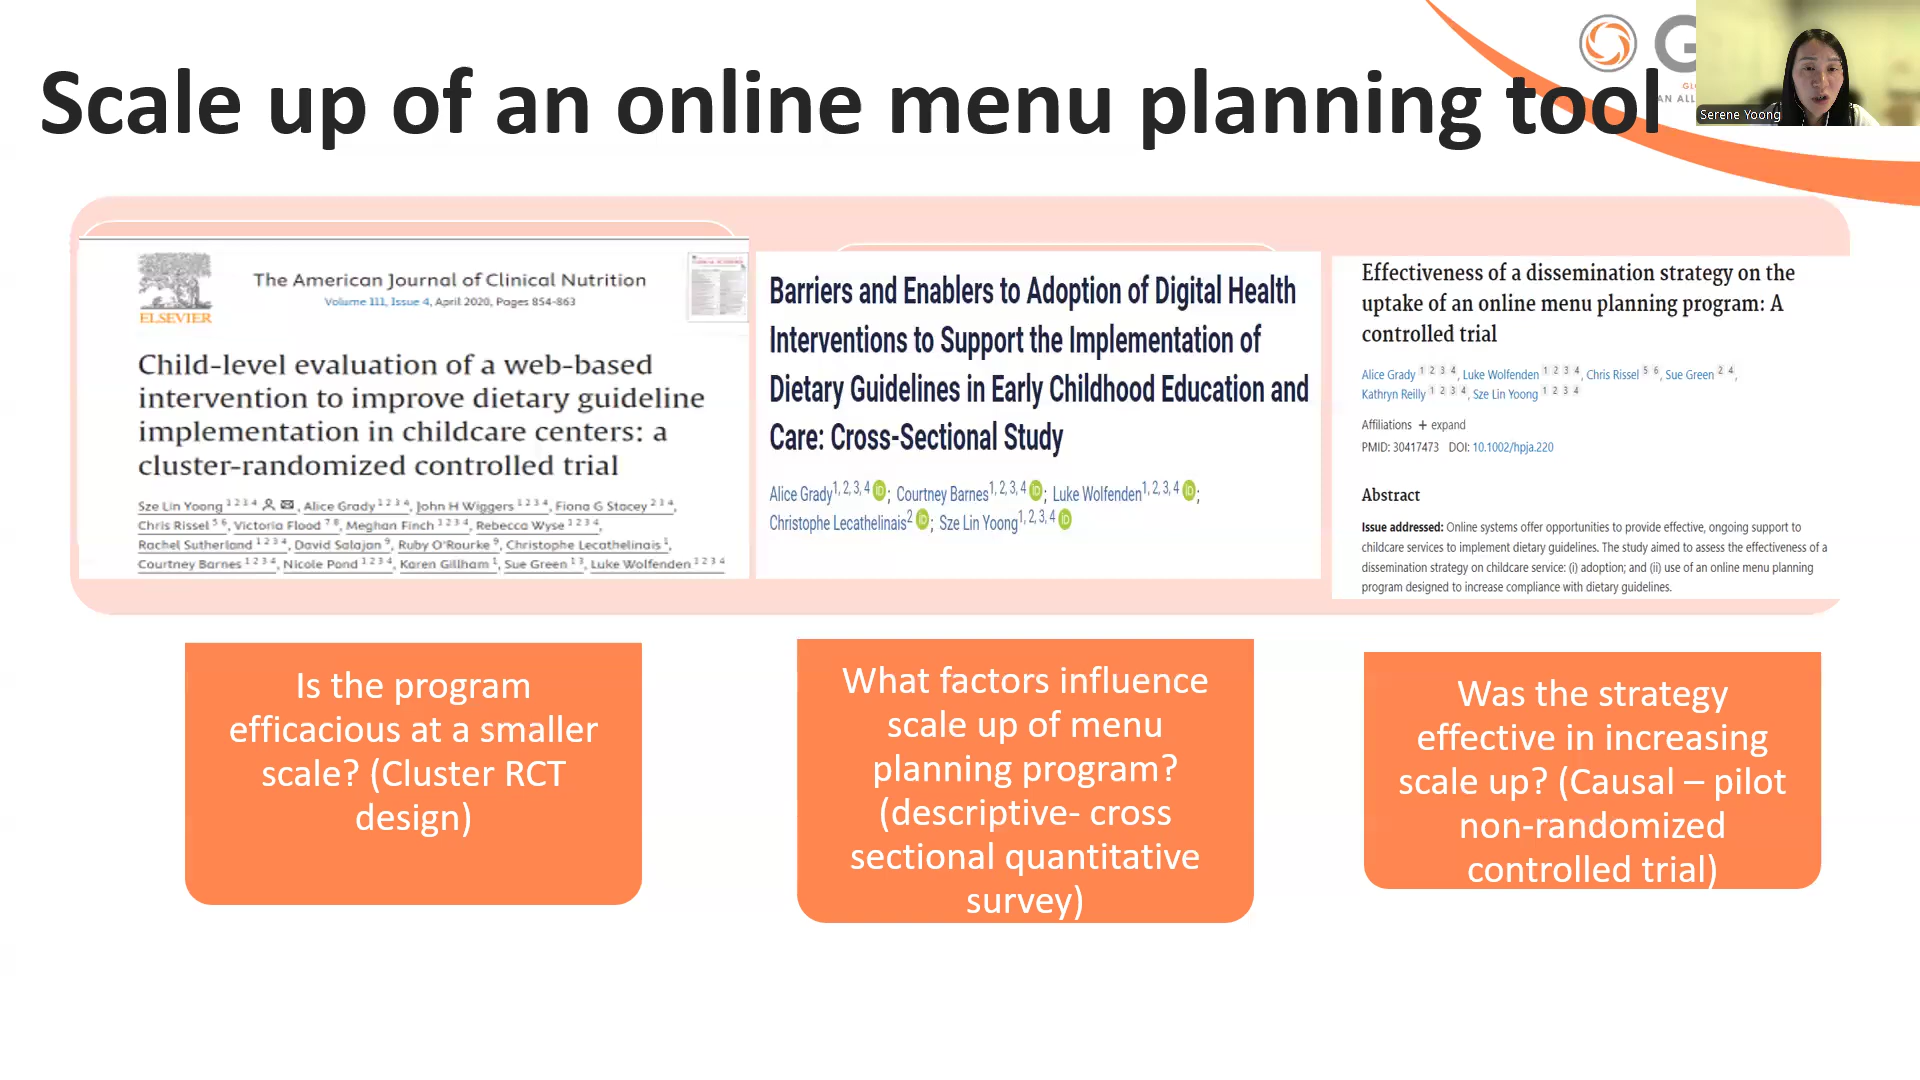 Scale up of an online menu planning tool
G
GL
AN ALL
Serene Yoong
ELSEVIER
The American Journal of Clinical Nutrition
Volume 111, Issue 4, April 2020, Pages 854-863
Child-level evaluation of a web-based
intervention to improve dietary guideline
implementation in childcare centers: a
cluster-randomized controlled trial
Sze Lin Yoong 1 2 3 4, Alice Grady 1 2 3 4, John H Wiggers 1 2 3 4, Fiona G Stacey 2 3 4,
Chris Rissel 5 6, Victoria Flood 7 8, Meghan Finch 1 2 3 4, Rebecca Wyse 1 2 3 4,
Rachel Sutherland 1 2 3 4, David Salajan 9, Ruby O'Rourke 9, Christophe Lecathelinais 1,
Courtney Barnes 1 2 3 4, Nicole Pond 1 2 3 4, Karen Gillham 1, Sue Green 1 3, Luke Wolfenden 1 2 3 4
Barriers and Enablers to Adoption of Digital Health
Interventions to Support the Implementation of
Dietary Guidelines in Early Childhood Education and
Care: Cross-Sectional Study
Alice Grady1, 2, 3, 4 iD; Courtney Barnes1, 2, 3, 4 iD; Luke Wolfenden1, 2, 3, 4 iD;
Christophe Lecathelinais2 iD; Sze Lin Yoong1, 2, 3, 4 iD
Effectiveness of a dissemination strategy on the
uptake of an online menu planning program: A
controlled trial
Alice Grady 1 2 3 4, Luke Wolfenden 1 2 3 4, Chris Rissel 5 6, Sue Green 2 4,
Kathryn Reilly 1 2 3 4, Sze Lin Yoong 1 2 3 4
Affiliations + expand
PMID: 30417473 DOI: 10.1002/hpja.220
Abstract
Issue addressed: Online systems offer opportunities to provide effective, ongoing support to
childcare services to implement dietary guidelines. The study aimed to assess the effectiveness of a
dissemination strategy on childcare service: (i) adoption; and (ii) use of an online menu planning
program designed to increase compliance with dietary guidelines.
Is the program
efficacious at a smaller
scale? (Cluster RCT
design)
What factors influence
scale up of menu
planning program?
(descriptive- cross
sectional quantitative
survey)
Was the strategy
effective in increasing
scale up? (Causal – pilot
non-randomized
controlled trial)